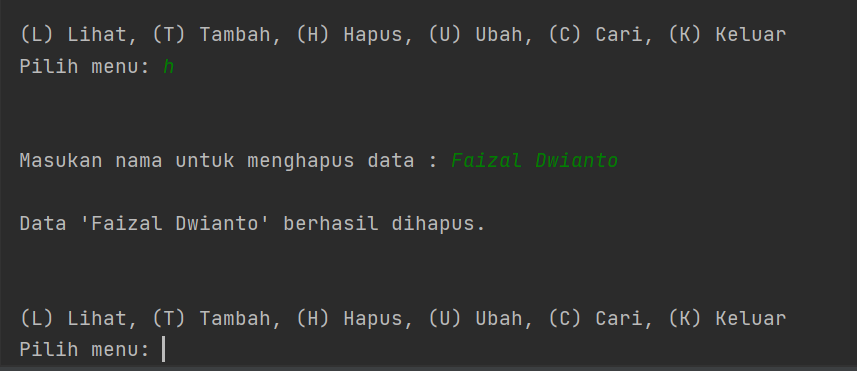 (L) Lihat, (T) Tambah, (H) Hapus, (U) Ubah, (C) Cari, (K) Keluar
Pilih menu: h
Masukan nama untuk menghapus data : Faizal Dwianto
Data 'Faizal Dwianto' berhasil dihapus.
(L) Lihat, (T) Tambah, (H) Hapus, (U) Ubah, (C) Cari, (K) Keluar
Pilih menu: